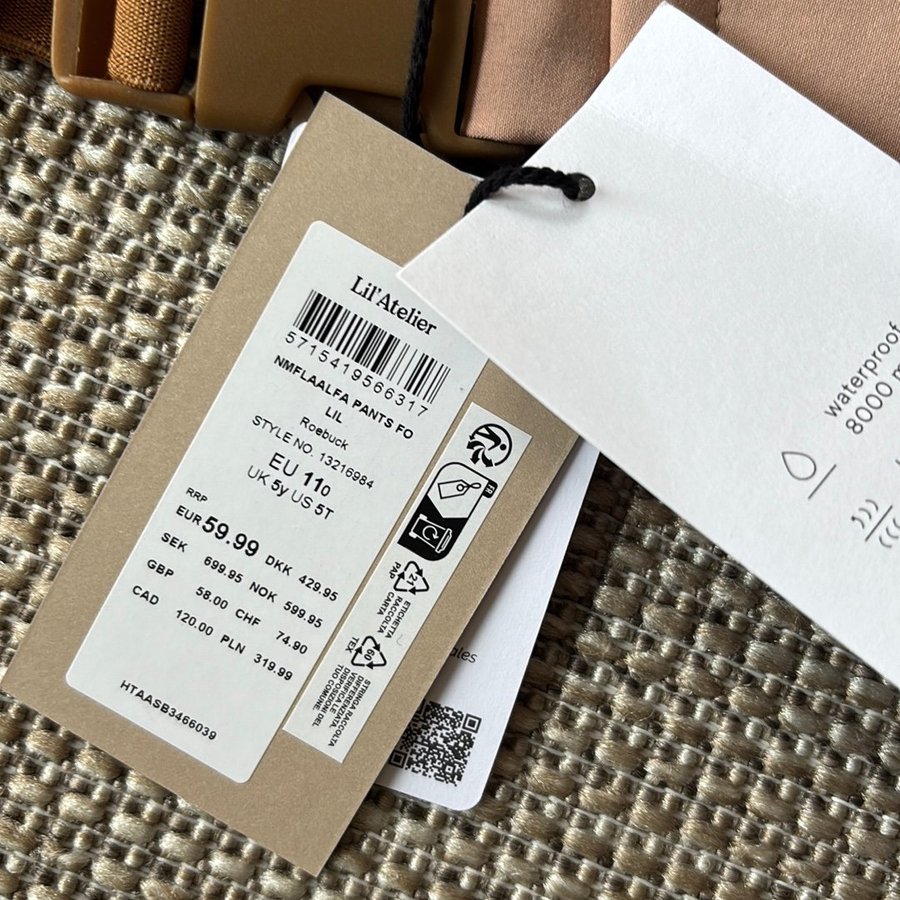 Lil'Atelier
5715419566317
NMFLAALFA PANTS FO
LIL
Roebuck
STYLE NO. 13216984
EU 110
UK 5y US 5T
RRP
EUR 59.99 DKK 429.95
SEK 699.95 NOK 599.95
GBP 58.00 CHF 74.90
CAD 120.00 PLN 319.99
HTAASB3466039
FR
21
PAP
ETICHETTA
RACCOLTA
CARTA
60
TEX
STRINGA RACCOLTA
DIFFERENZIATA.
VERIFICA LE
DISPOSIZIONI DEL
TUO COMUNE.
ales
waterproof
8000 m